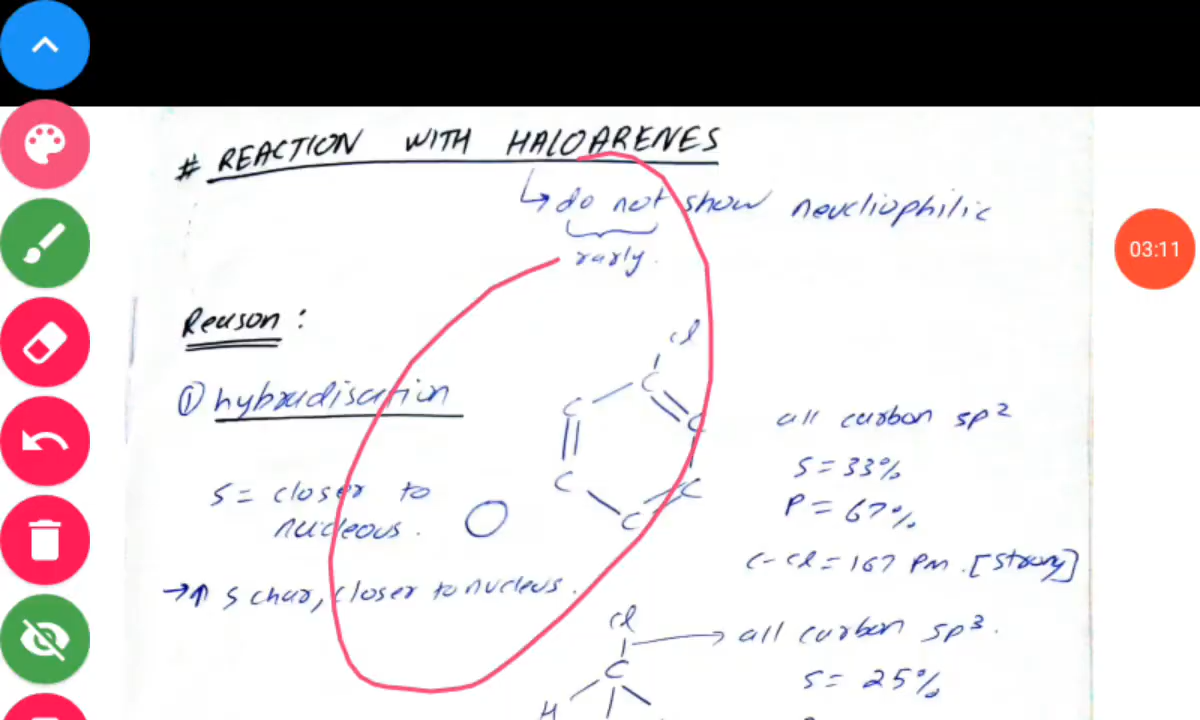 # REACTION WITH HALOARENES
↳ do not show neucliophilic
rarly.
Reason :
① hybradisation
S = closer to
nucleous.
→↑ s char, closer to nucleus.
Cl
C
C
C
C
C
C
all carbon sp²
S = 33%
P = 67%
C-Cl = 167 Pm. [strong]
Cl
C
H
→ all carbon sp³.
S = 25%
03:11